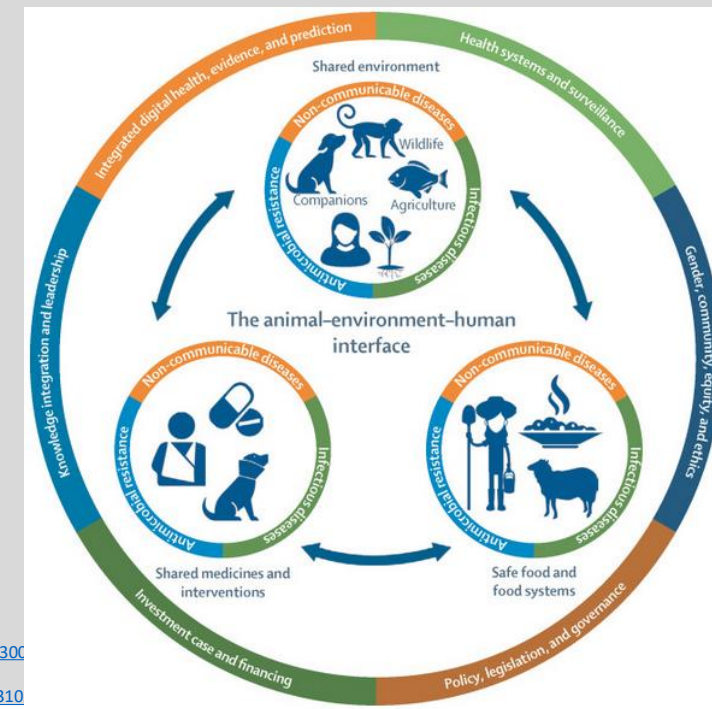 Integrated digital health, evidence, and prediction
Health systems and surveillance
Shared environment
Non-communicable diseases
Wildlife
Companions
Agriculture
Antimicrobial resistance
Infectious diseases
Knowledge integration and leadership
Gender, community, equity, and ethics
The animal–environment–human
interface
Non-communicable diseases
Antimicrobial resistance
Infectious diseases
Non-communicable diseases
Antimicrobial resistance
Infectious diseases
Shared medicines and
interventions
Safe food and
food systems
Investment case and financing
Policy, legislation, and governance
300
310